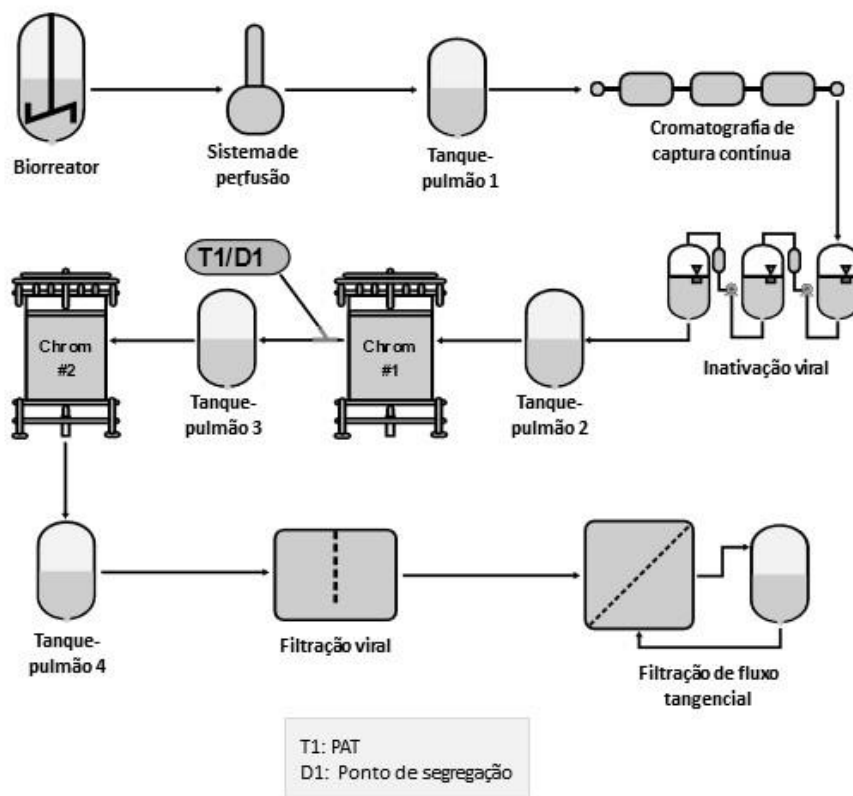 Biorreator
Sistema de
perfusão
Tanque-
pulmão 1
Cromatografia de
captura contínua
T1/D1
Chrom
#2
Tanque-
pulmão 3
Chrom
#1
Tanque-
pulmão 2
Inativação viral
Tanque-
pulmão 4
Filtração viral
Filtração de fluxo
tangencial
T1: PAT
D1: Ponto de segregação